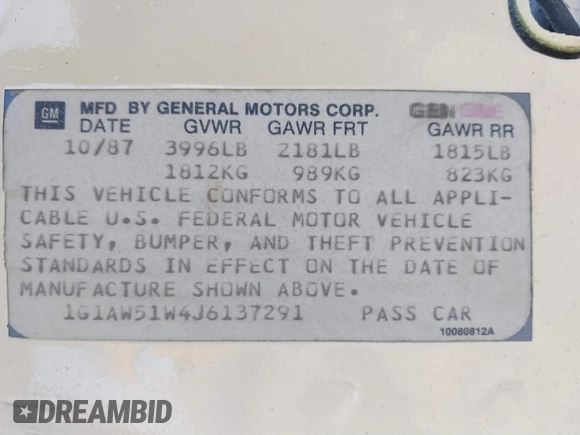 GM MFD BY GENERAL MOTORS CORP. GEN
DATE GVWR GAWR FRT GAWR RR
10/87 3996LB 2181LB 1815LB
1812KG 989KG 823KG
THIS VEHICLE CONFORMS TO ALL APPLI-
CABLE U.S. FEDERAL MOTOR VEHICLE
SAFETY, BUMPER, AND THEFT PREVENTION
STANDARDS IN EFFECT ON THE DATE OF
MANUFACTURE SHOWN ABOVE.
1G1AW51W4J6137291 PASS CAR
10080812A
DREAMBID